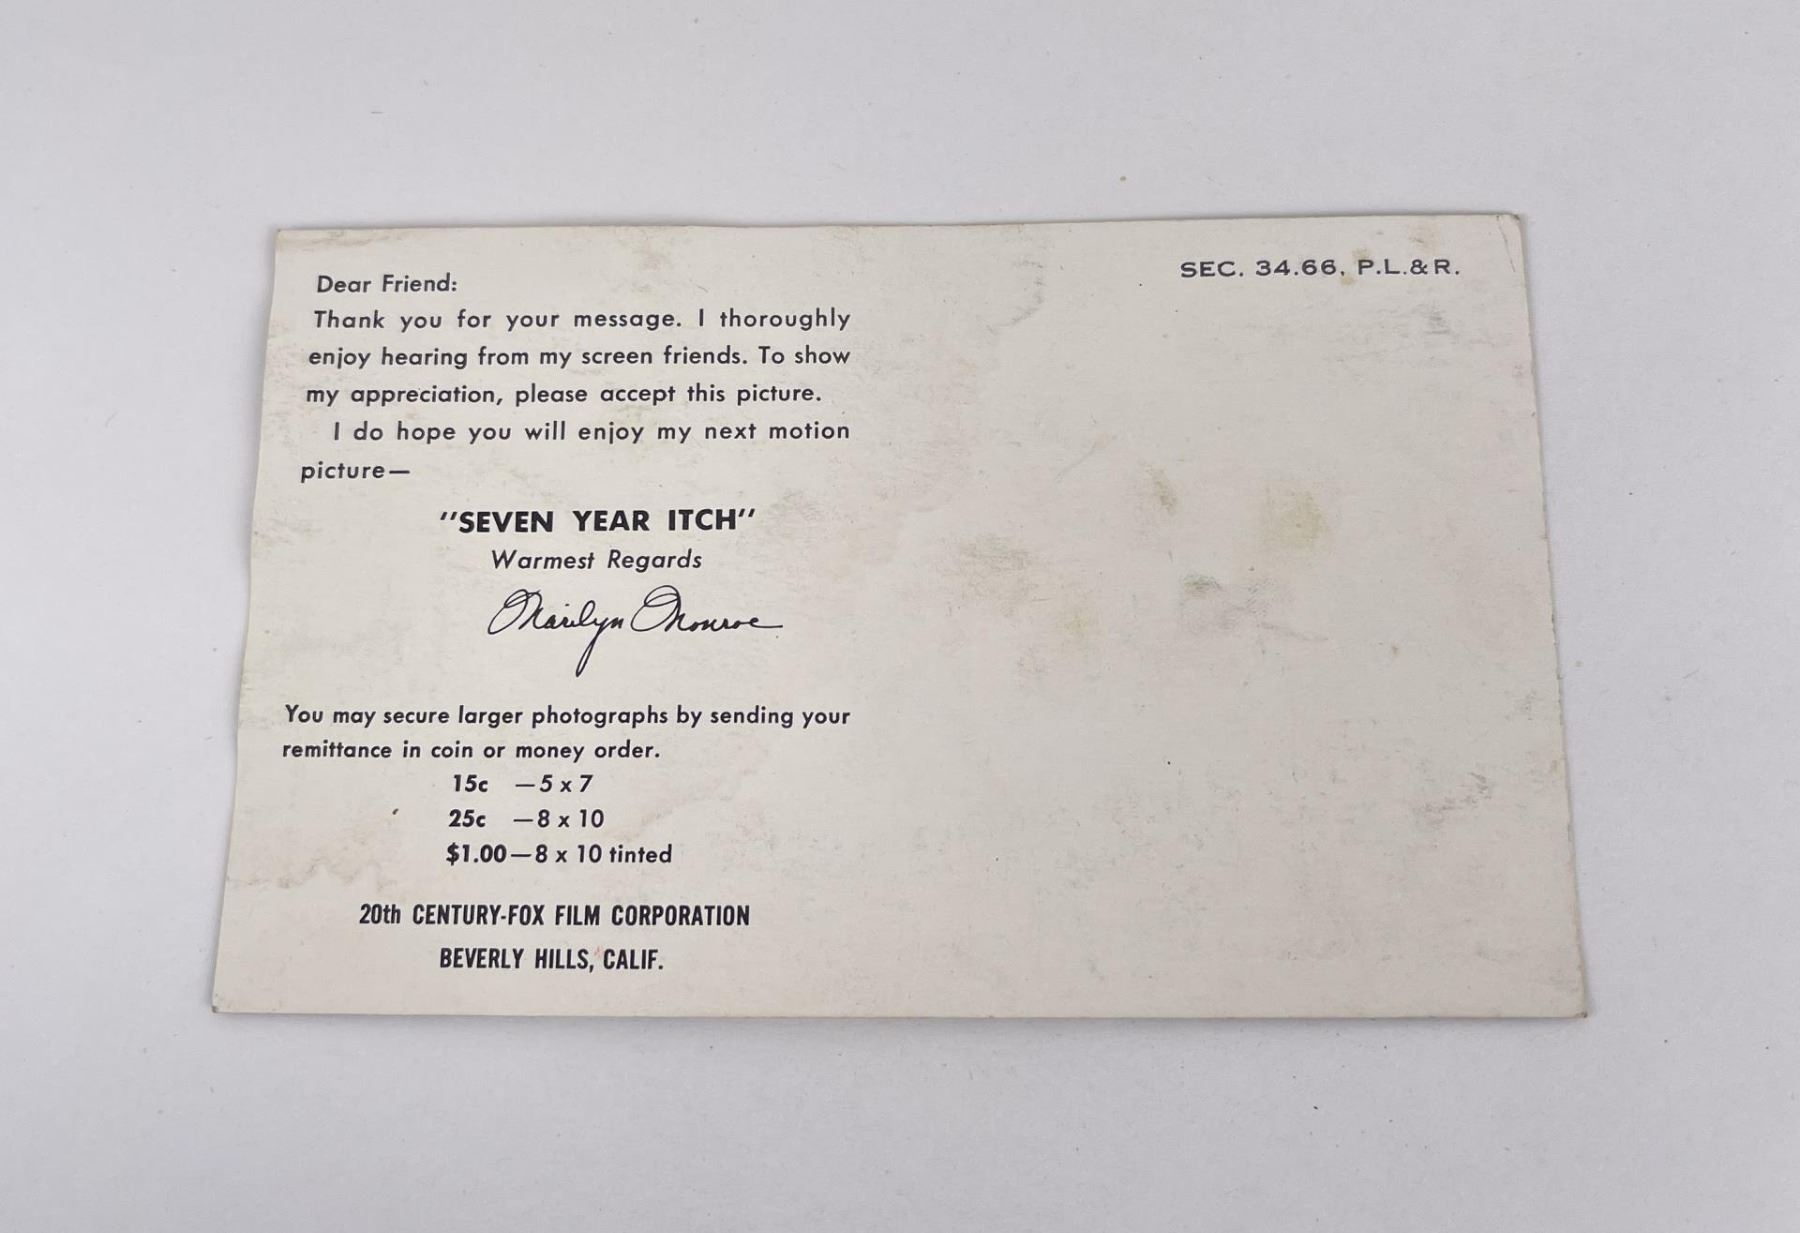 SEC. 34.66, P.L.&R.
Dear Friend:
Thank you for your message. I thoroughly
enjoy hearing from my screen friends. To show
my appreciation, please accept this picture.
I do hope you will enjoy my next motion
picture—
"SEVEN YEAR ITCH"
Warmest Regards
Marilyn Monroe
You may secure larger photographs by sending your
remittance in coin or money order.
15c —5 x 7
25c —8 x 10
$1.00—8 x 10 tinted
20th CENTURY-FOX FILM CORPORATION
BEVERLY HILLS, CALIF.